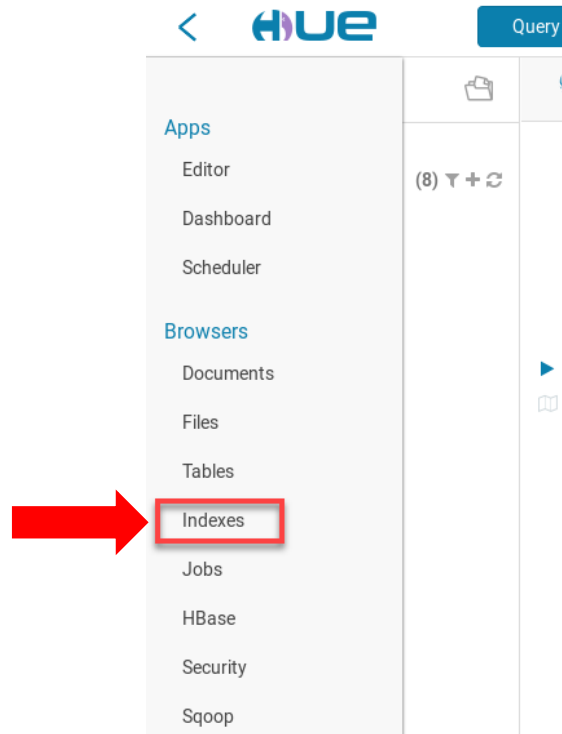 HUE
Query
Apps
Editor
(8)
Dashboard
Scheduler
Browsers
Documents
Files
Tables
Indexes
Jobs
HBase
Security
Sqoop